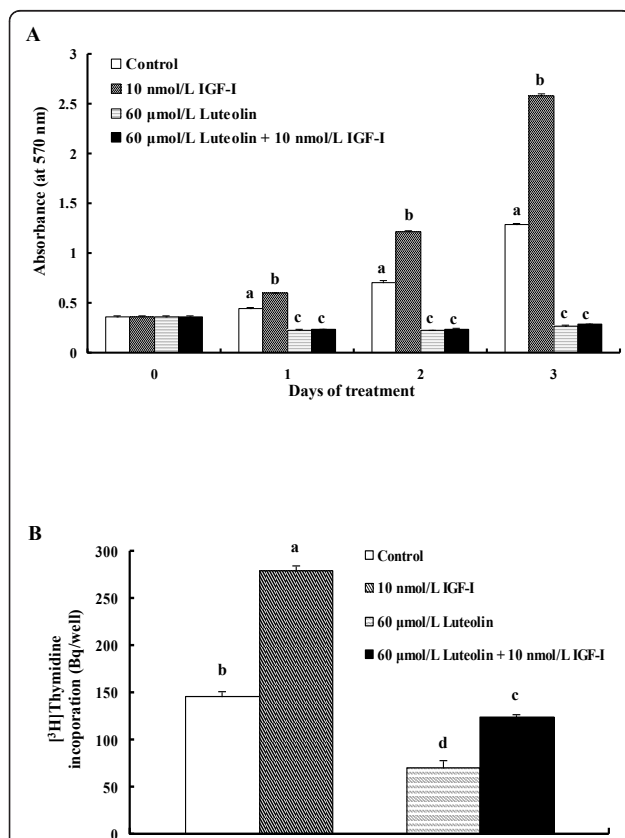 A
Control
10 nmol/L IGF-I
60 µmol/L Luteolin
60 µmol/L Luteolin + 10 nmol/L IGF-I
Absorbance (at 570 nm)
3
2.5
2
1.5
1
0.5
0
a
b
c
c
a
b
c
c
a
b
c
c
0
1
2
3
Days of treatment
B
Control
10 nmol/L IGF-I
60 µmol/L Luteolin
60 µmol/L Luteolin + 10 nmol/L IGF-I
[³H]Thymidine
incoporation (Bq/well)
300
250
200
150
100
50
0
b
a
d
c